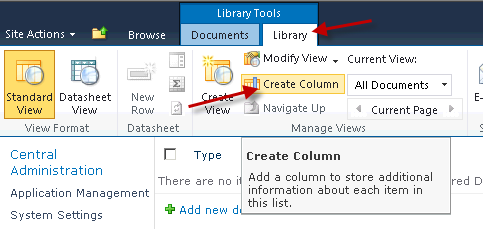 Library Tools
Site Actions Browse Documents Library
Standard View
Datasheet View
New Row
Create View
Modify View
Create Column
Navigate Up
Current View:
All Documents
Current Page
View Format Datasheet Manage Views
Central Administration
Application Management
System Settings
Type
There are no it
Add new d
Create Column
Add a column to store additional
information about each item in
this list.
ered D
E-